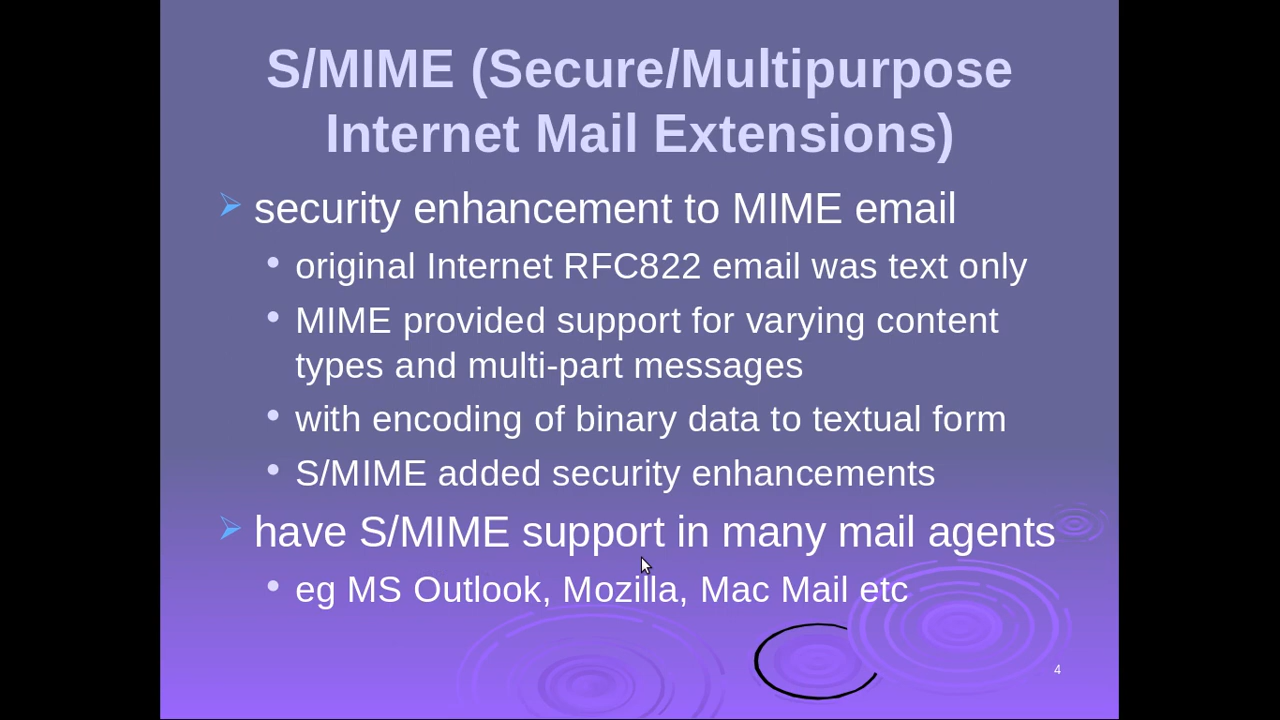 S/MIME (Secure/Multipurpose
Internet Mail Extensions)
security enhancement to MIME email
original Internet RFC822 email was text only
MIME provided support for varying content
types and multi-part messages
with encoding of binary data to textual form
S/MIME added security enhancements
have S/MIME support in many mail agents
eg MS Outlook, Mozilla, Mac Mail etc
4